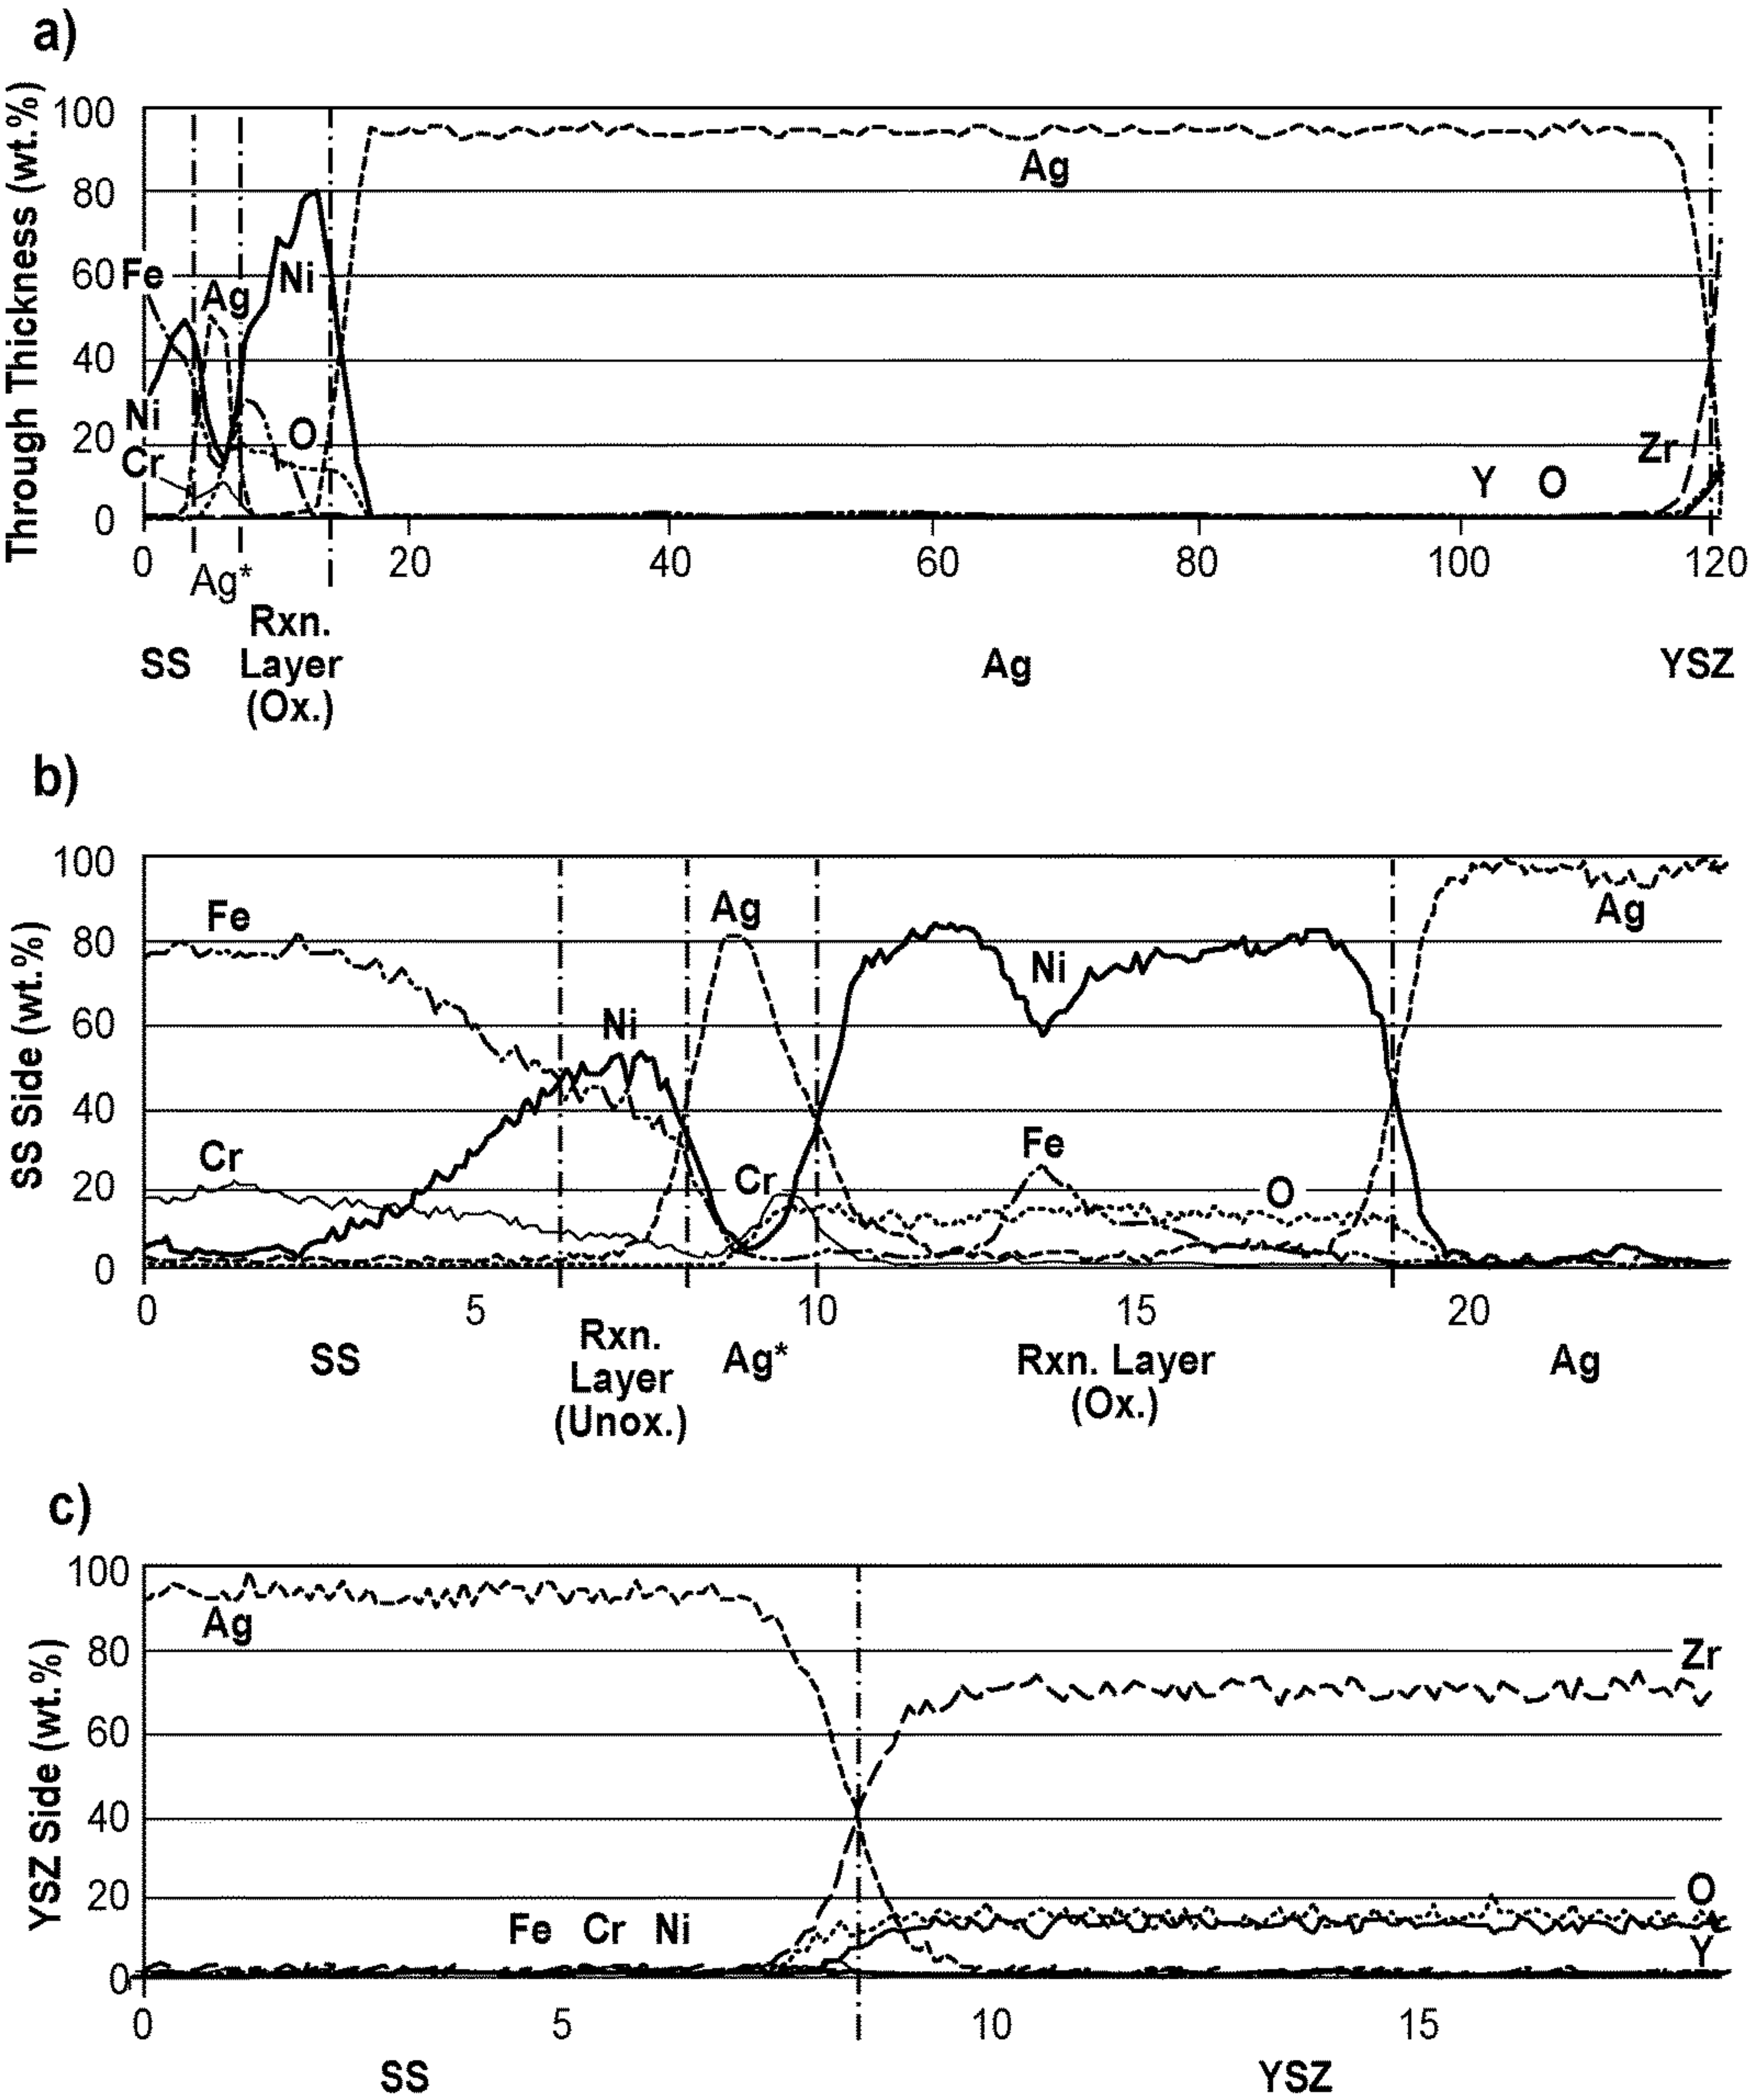 a)
Through Thickness (wt.%)
100
80
60
40
20
0
Fe
Ag
Ni
Ni
Cr
O
Ag
Zr
Y O
0 20 40 60 80 100 120
Ag*
Rxn.
Layer
(Ox.)
SS
Ag
YSZ
b)
SS Side (wt.%)
100
80
60
40
20
0
Fe
Cr
Ni
Ag
Cr
Ni
Fe
O
Ag
0 5 10 15 20
SS
Rxn.
Layer
(Unox.)
Ag*
Rxn. Layer
(Ox.)
Ag
c)
YSZ Side (wt.%)
100
80
60
40
20
0
Ag
Fe Cr Ni
Zr
O
Y
0 5 10 15
SS
YSZ